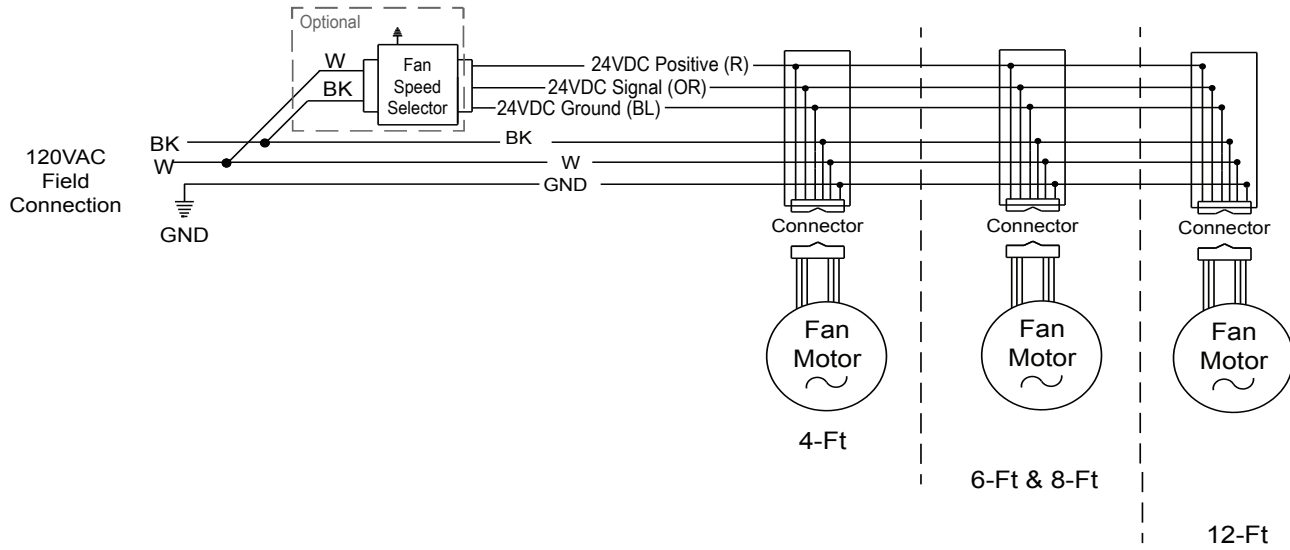 Optional
W
BK
Fan
Speed
Selector
24VDC Positive (R)
24VDC Signal (OR)
24VDC Ground (BL)
BK
BK
W
W
GND
120VAC
Field
Connection
GND
Connector
Connector
Connector
Fan
Motor
Fan
Motor
Fan
Motor
4-Ft
6-Ft & 8-Ft
12-Ft